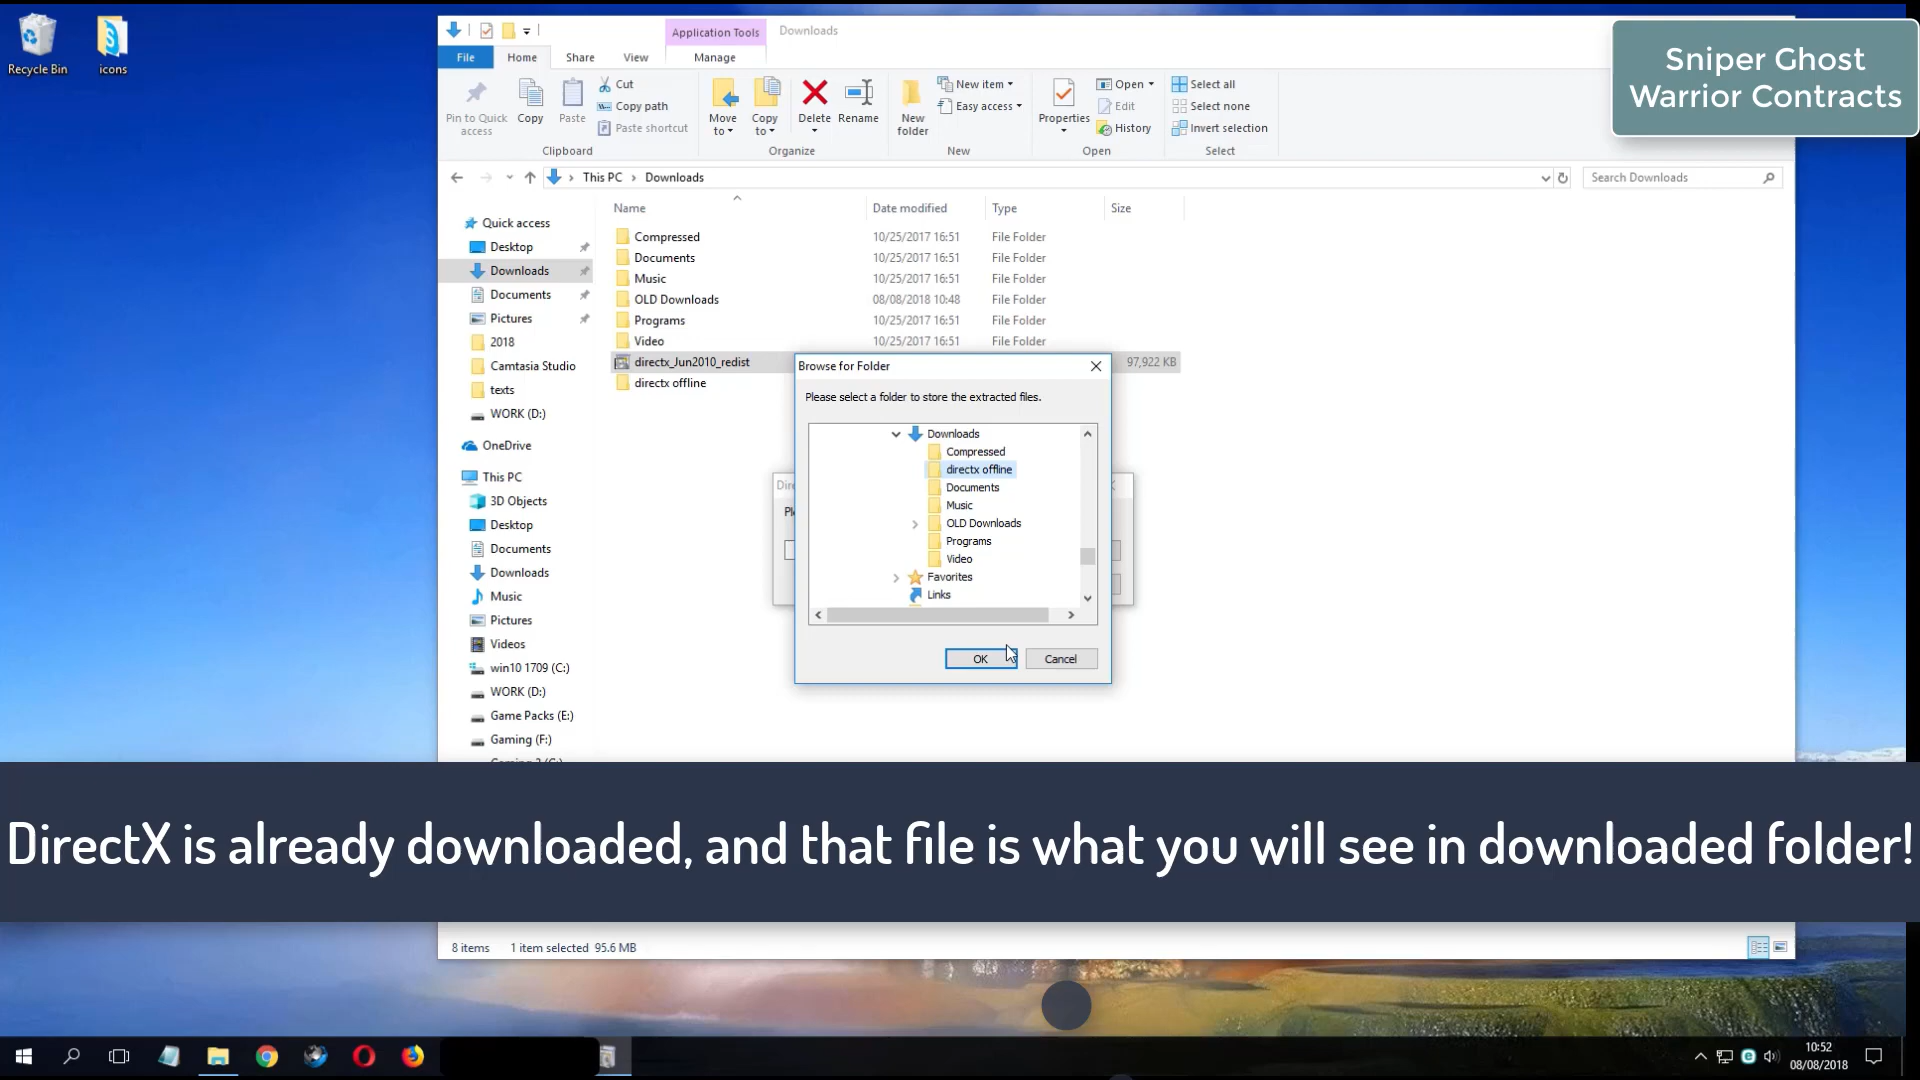 Recycle Bin
icons
Application Tools
Downloads
File
Home
Share
View
Manage
Pin to Quick
access
Copy
Paste
Cut
Copy path
Paste shortcut
Clipboard
Move
to
Copy
to
Delete
Rename
Organize
New
folder
New item
Easy access
New
Properties
Open
Edit
History
Open
Select all
Select none
Invert selection
Select
Sniper Ghost
Warrior Contracts
This PC > Downloads
Search Downloads
Name
Date modified
Type
Size
Quick access
Desktop
Downloads
Documents
Pictures
2018
Camtasia Studio
texts
WORK (D:)
OneDrive
This PC
3D Objects
Desktop
Documents
Downloads
Music
Pictures
Videos
win10 1709 (C:)
WORK (D:)
Game Packs (E:)
Gaming (F:)
Compressed 10/25/2017 16:51 File Folder
Documents 10/25/2017 16:51 File Folder
Music 10/25/2017 16:51 File Folder
OLD Downloads 08/08/2018 10:48 File Folder
Programs 10/25/2017 16:51 File Folder
Video 10/25/2017 16:51 File Folder
directx_Jun2010_redist 97,922 KB
directx offline
Browse for Folder
Please select a folder to store the extracted files.
Downloads
Compressed
directx offline
Documents
Music
OLD Downloads
Programs
Video
Favorites
Links
OK
Cancel
DirectX is already downloaded, and that file is what you will see in downloaded folder!
8 items 1 item selected 95.6 MB
10:52
08/08/2018